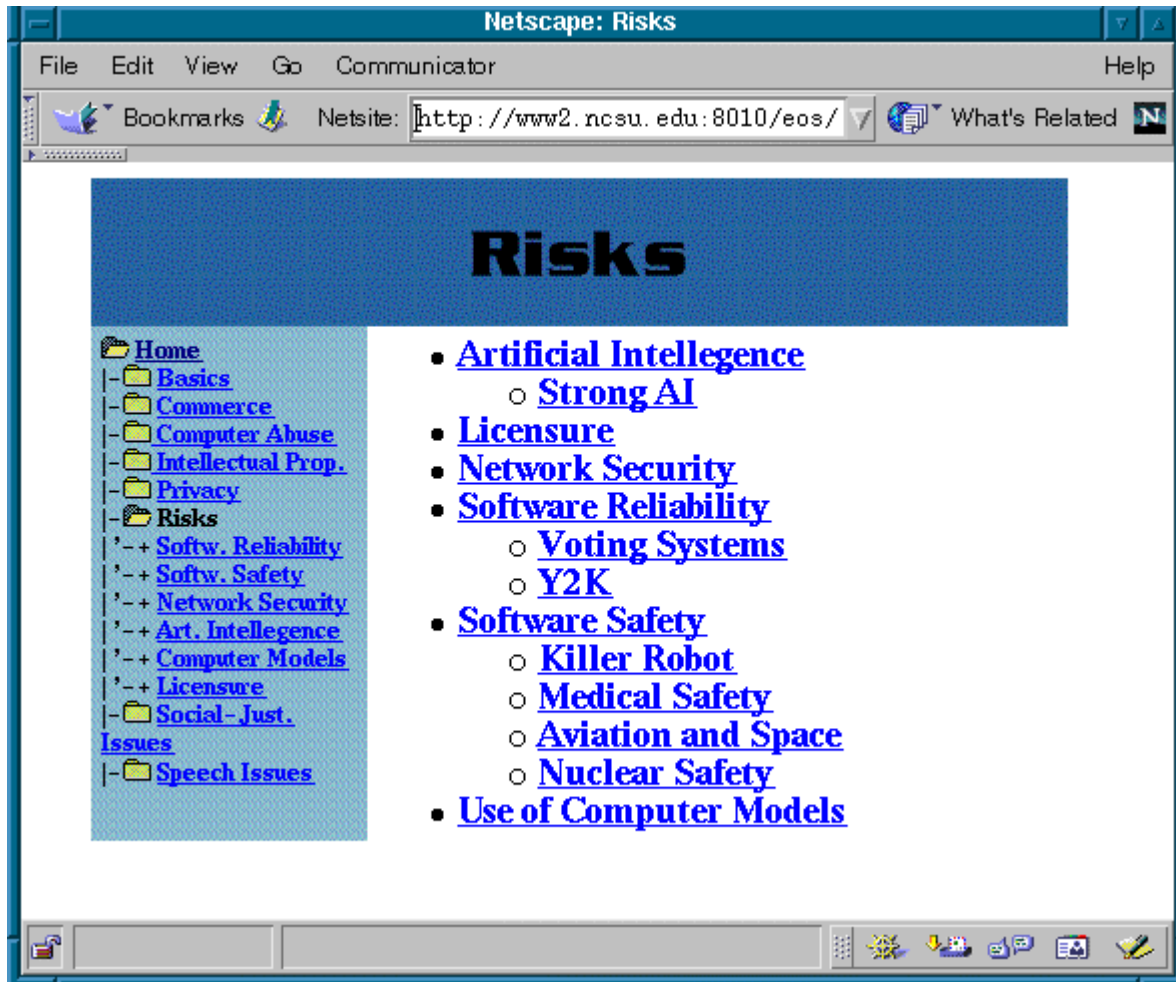 Netscape: Risks
File Edit View Go Communicator Help
Bookmarks Netsite: http://www2.ncsu.edu:8010/eos/ What's Related N
Risks
Home
|- Basics
|- Commerce
|- Computer Abuse
|- Intellectual Prop.
|- Privacy
|- Risks
| '-+ Softw. Reliability
| '-+ Softw. Safety
| '-+ Network Security
| '-+ Art. Intellegence
| '-+ Computer Models
| '-+ Licensure
|- Social-Just.
Issues
|- Speech Issues
• Artificial Intellegence
○ Strong AI
• Licensure
• Network Security
• Software Reliability
○ Voting Systems
○ Y2K
• Software Safety
○ Killer Robot
○ Medical Safety
○ Aviation and Space
○ Nuclear Safety
• Use of Computer Models